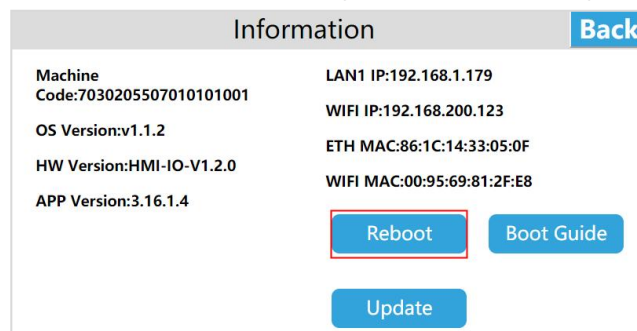 Information
Back
Machine
Code:7030205507010101001
OS Version:v1.1.2
HW Version:HMI-IO-V1.2.0
APP Version:3.16.1.4
LAN1 IP:192.168.1.179
WIFI IP:192.168.200.123
ETH MAC:86:1C:14:33:05:0F
WIFI MAC:00:95:69:81:2F:E8
Reboot
Boot Guide
Update